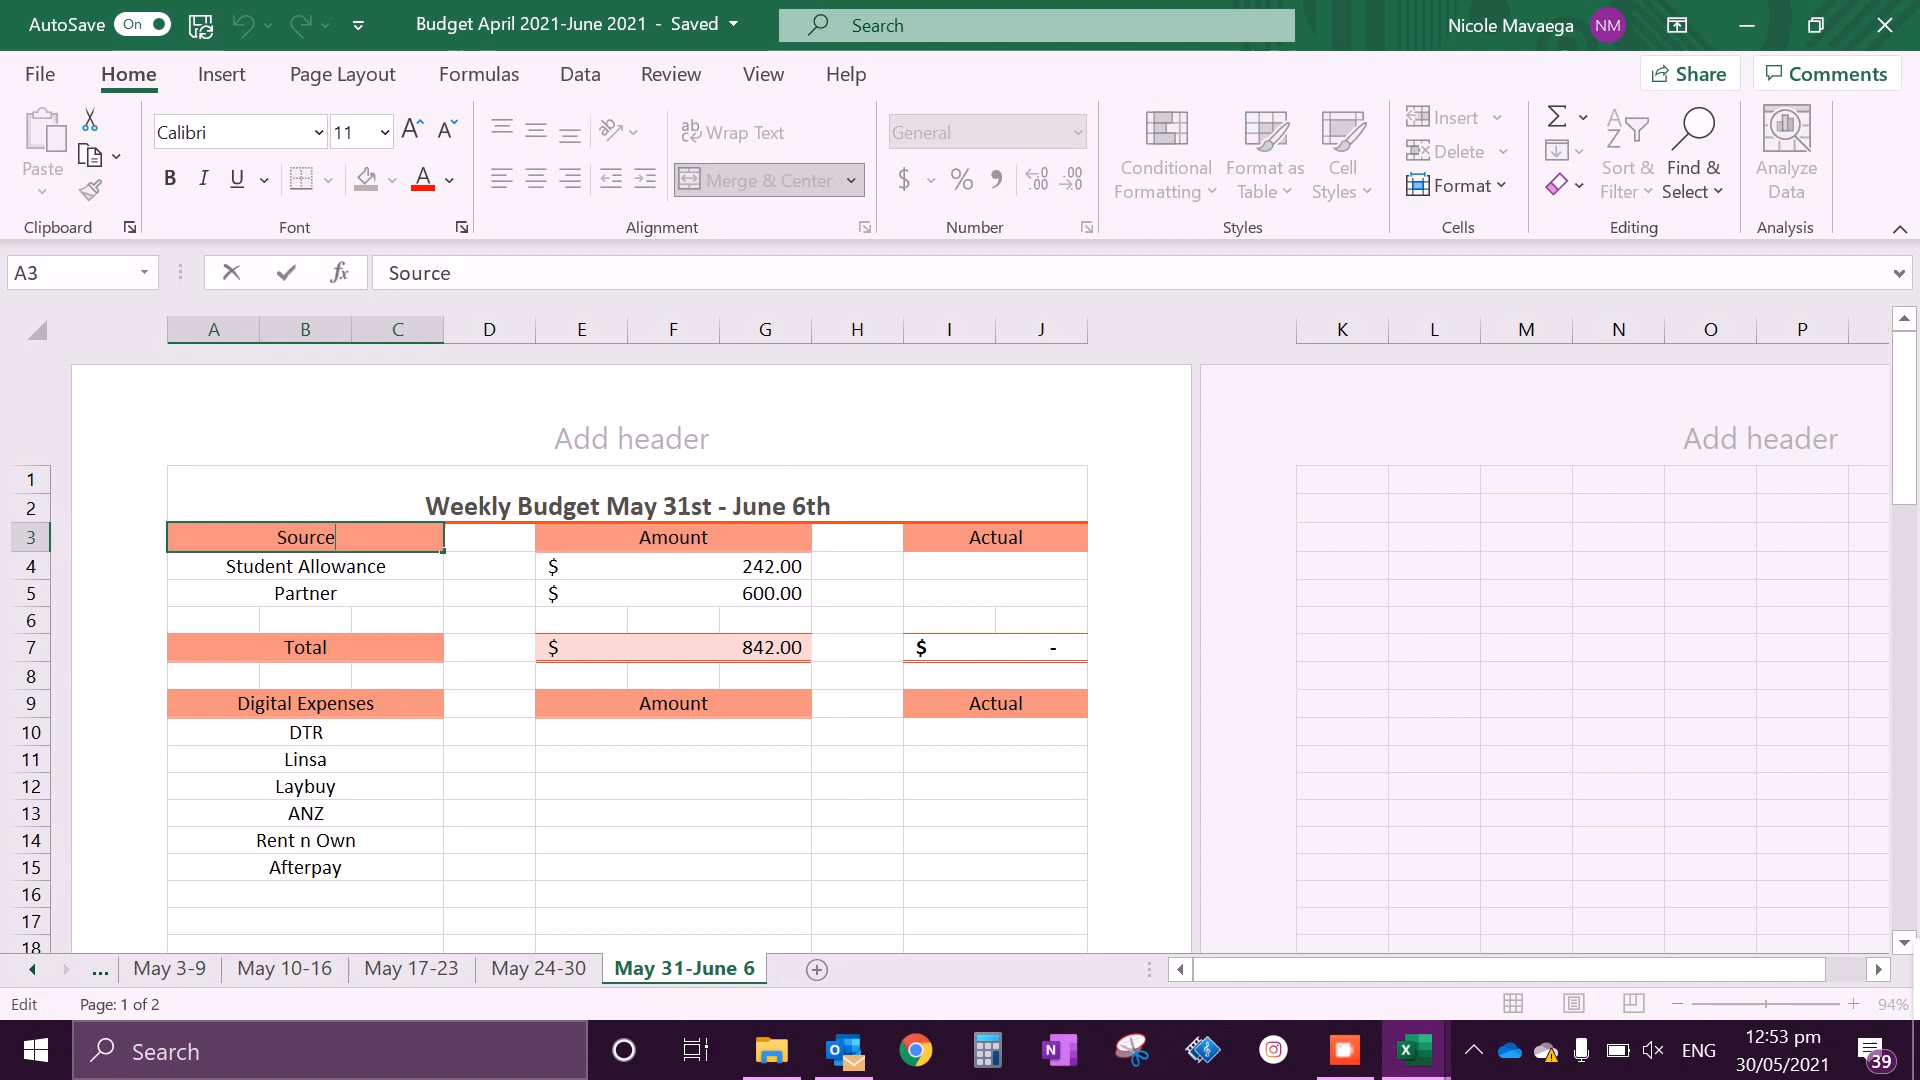 AutoSave On Budget April 2021-June 2021 - Saved Search Nicole Mavaega NM
File Home Insert Page Layout Formulas Data Review View Help Share Comments
Calibri 11 A A ab Wrap Text General Insert Σ
Paste Conditional Formatting Format as Table Cell Styles Delete Sort & Filter Find & Select Analyze Data
B I U A Merge & Center $ % Format
Clipboard Font Alignment Number Styles Cells Editing Analysis
A3 fx Source
A B C D E F G H I J K L M N O P
Add header Add header
1
2 Weekly Budget May 31st - June 6th
3 Source Amount Actual
4 Student Allowance $ 242.00
5 Partner $ 600.00
6
7 Total $ 842.00 $ -
8
9 Digital Expenses Amount Actual
10 DTR
11 Linsa
12 Laybuy
13 ANZ
14 Rent n Own
15 Afterpay
16
17
18
... May 3-9 May 10-16 May 17-23 May 24-30 May 31-June 6
Edit Page: 1 of 2 94%
Search ENG 12:53 pm
30/05/2021 39